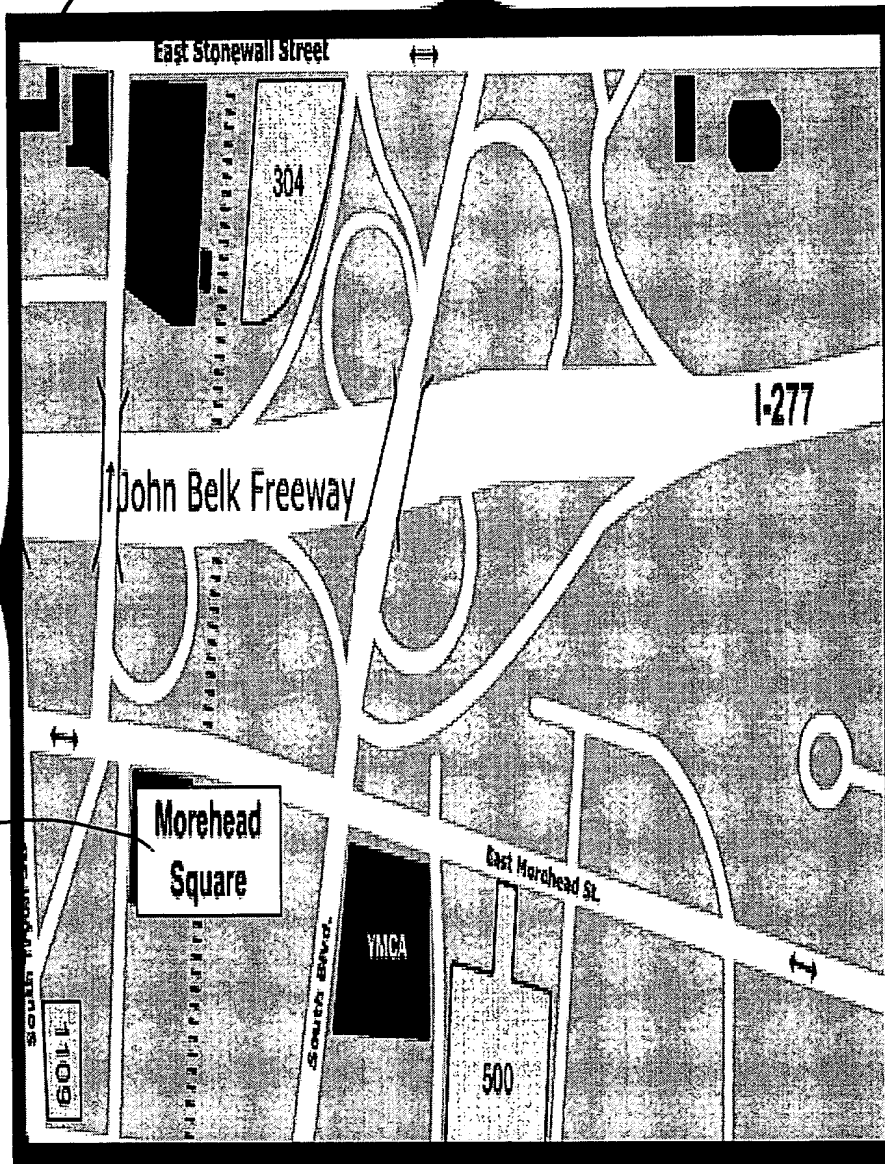 East Stonewall Street
304
I-277
John Belk Freeway
Morehead
Square
East Morehead St.
YMCA
South Blvd.
1109
500